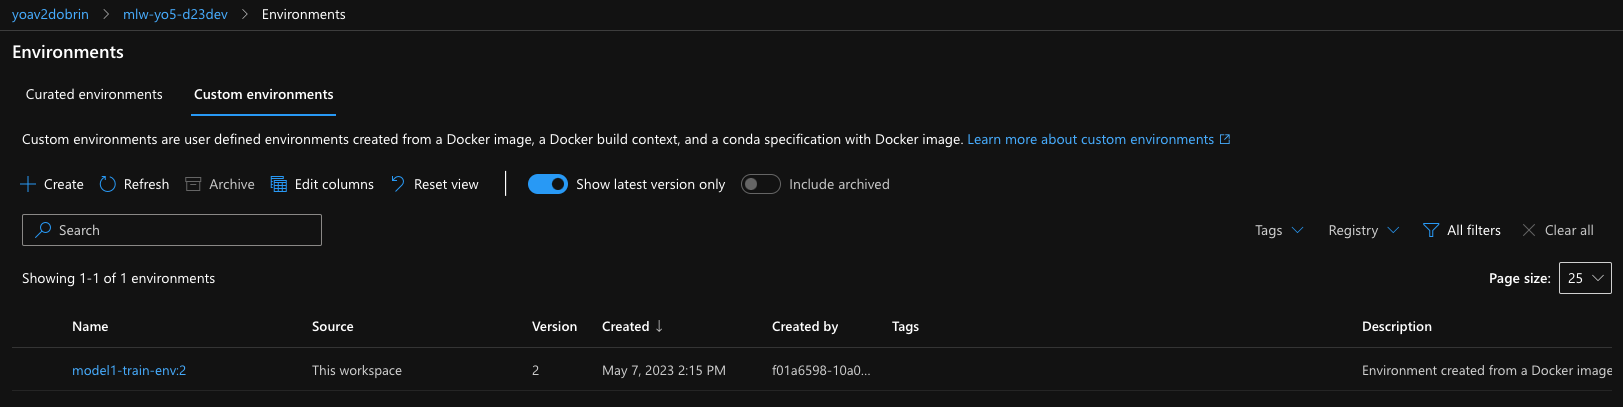 yoav2dobrin > mlw-yo5-d23dev > Environments
Environments
Curated environments Custom environments
Custom environments are user defined environments created from a Docker image, a Docker build context, and a conda specification with Docker image. Learn more about custom environments
Create Refresh Archive Edit columns Reset view Show latest version only Include archived
Search Tags Registry All filters Clear all
Showing 1-1 of 1 environments Page size: 25
Name Source Version Created ↓ Created by Tags Description
model1-train-env:2 This workspace 2 May 7, 2023 2:15 PM f01a6598-10a0... Environment created from a Docker image